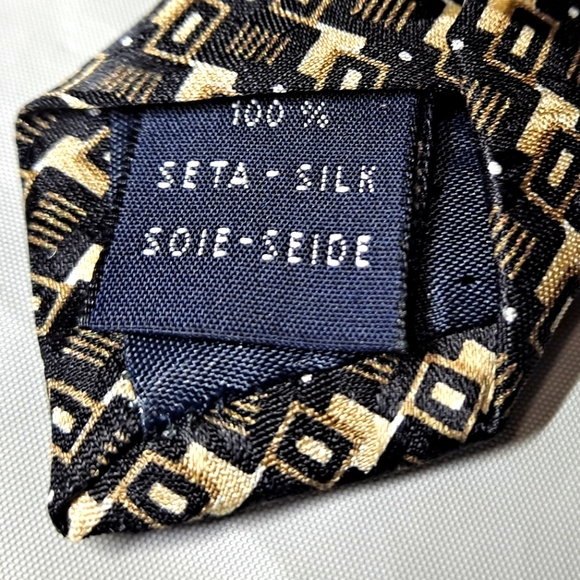 100 %
SETA - SILK
SOIE-SEIDE